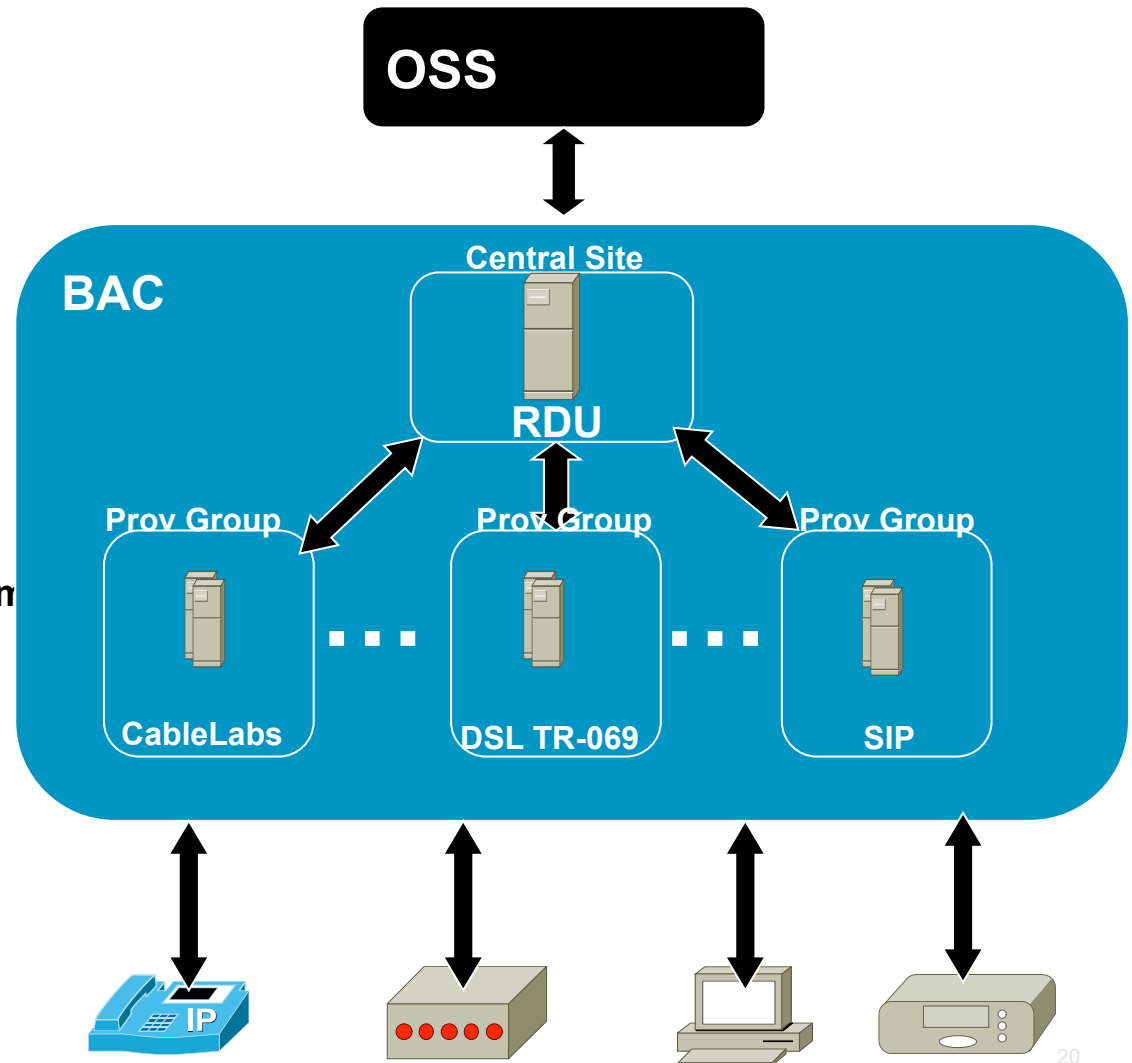 OSS
Central Site
BAC
RDU
Prov Group
Prov Group
Prov Group
CableLabs
DSL TR-069
SIP
IP
20